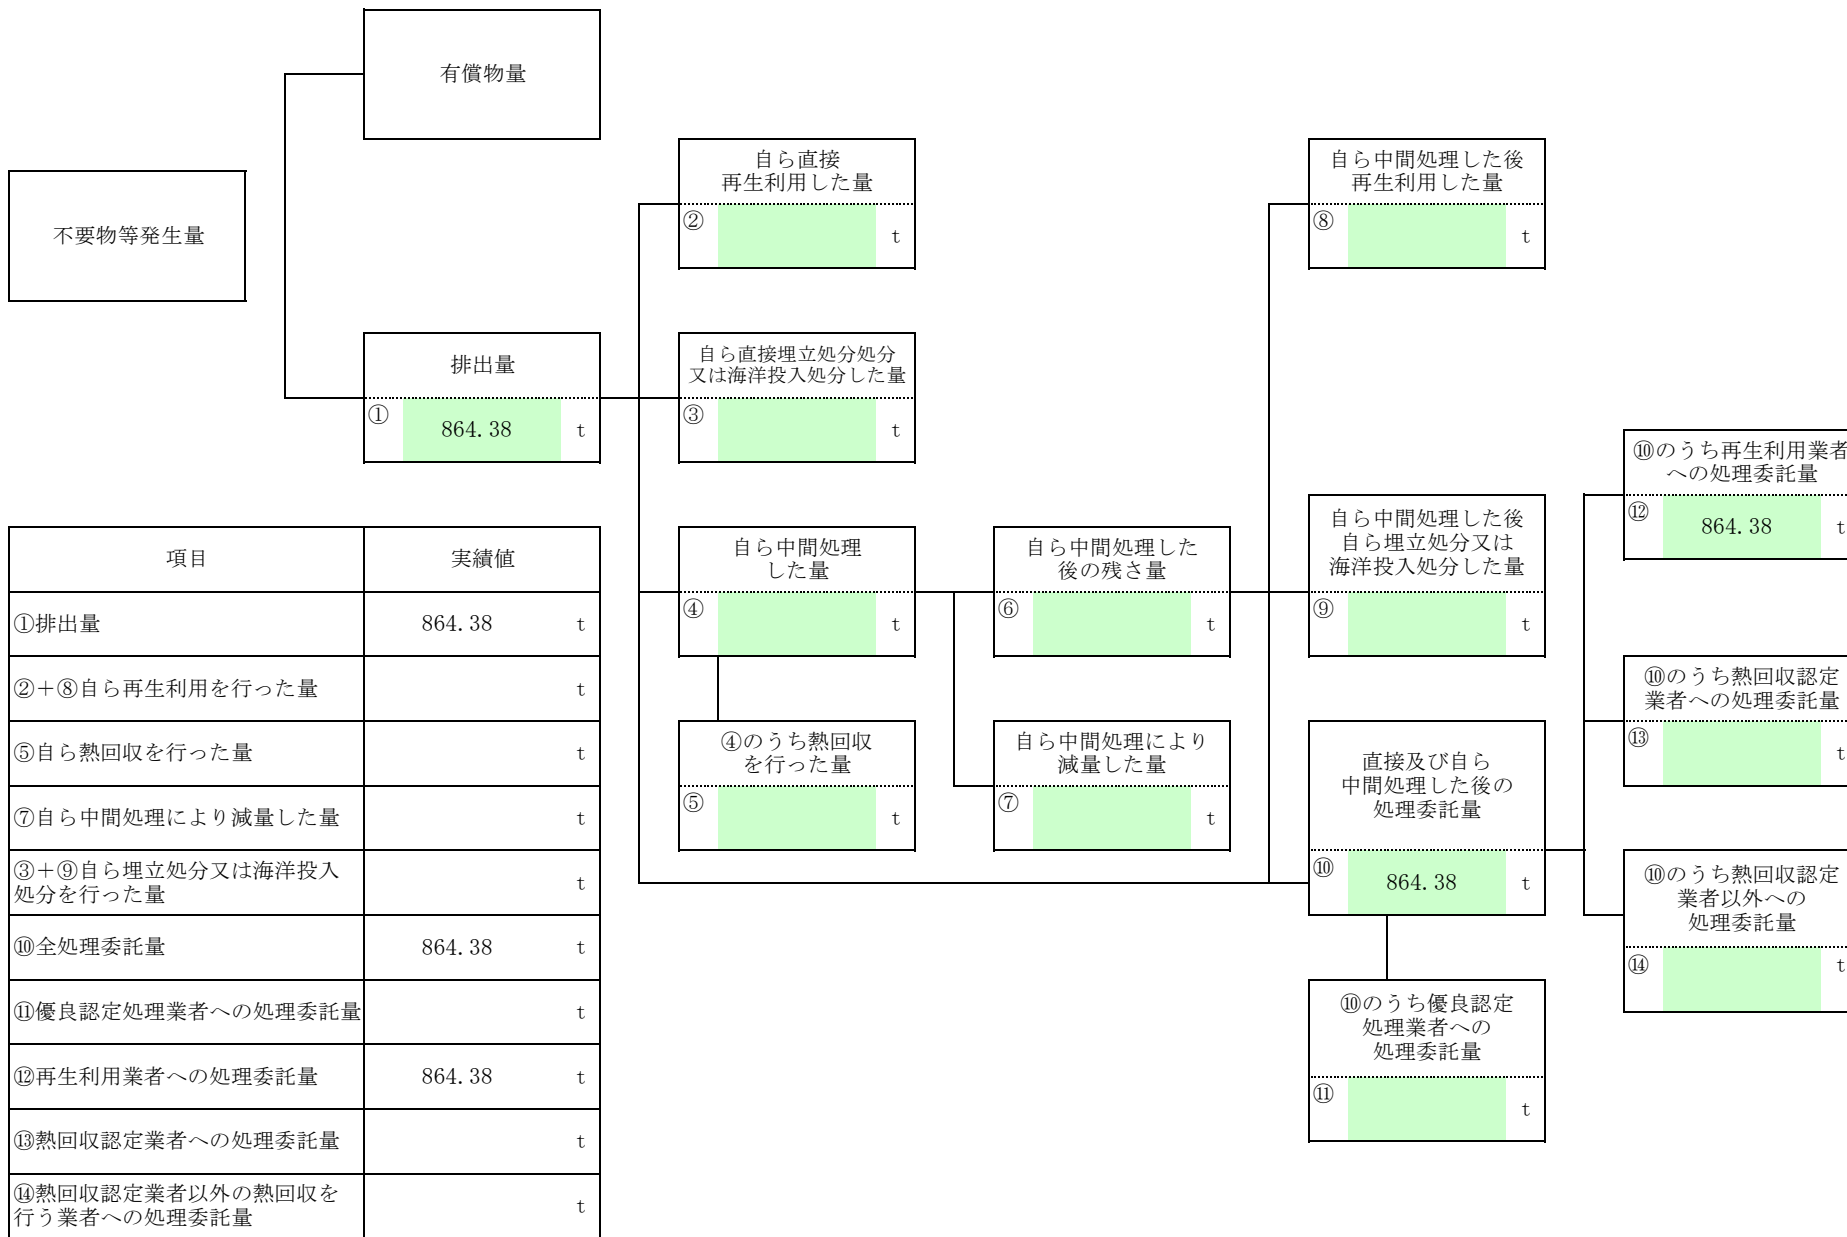 有償物量
不要物等発生量
自ら直接
再生利用した量
②
t
自ら中間処理した後
再生利用した量
⑧
t
排出量
①
864.38
t
自ら直接埋立処分処分
又は海洋投入処分した量
③
t
⑩のうち再生利用業者
への処理委託量
⑫
864.38
t
自ら中間処理
した量
④
t
自ら中間処理した
後の残さ量
⑥
t
自ら中間処理した後
自ら埋立処分又は
海洋投入処分した量
⑨
t
⑩のうち熱回収認定
業者への処理委託量
⑬
t
④のうち熱回収
を行った量
⑤
t
自ら中間処理により
減量した量
⑦
t
直接及び自ら
中間処理した後の
処理委託量
⑩
864.38
t
⑩のうち熱回収認定
業者以外への
処理委託量
⑭
t
⑩のうち優良認定
処理業者への
処理委託量
⑪
t
項目 実績値
①排出量 864.38 t
②+⑧自ら再生利用を行った量 t
⑤自ら熱回収を行った量 t
⑦自ら中間処理により減量した量 t
③+⑨自ら埋立処分又は海洋投入
処分を行った量 t
⑩全処理委託量 864.38 t
⑪優良認定処理業者への処理委託量 t
⑫再生利用業者への処理委託量 864.38 t
⑬熱回収認定業者への処理委託量 t
⑭熱回収認定業者以外の熱回収を
行う業者への処理委託量 t